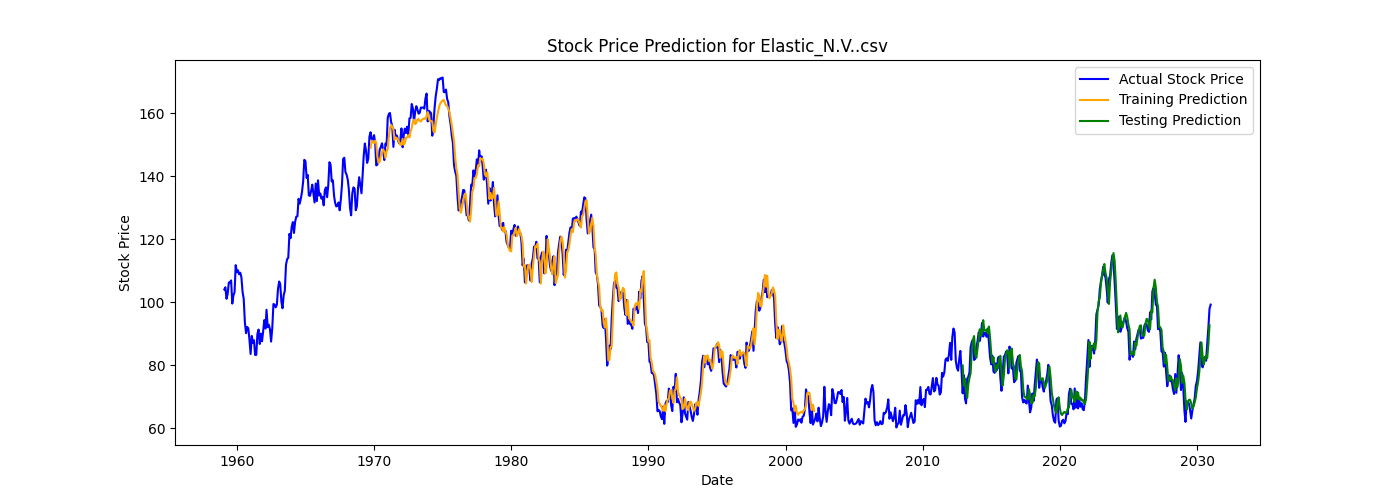 Stock Price Prediction for Elastic_N.V..csv
Actual Stock Price
Training Prediction
Testing Prediction
Stock Price
160
140
120
100
80
60
1960
1970
1980
1990
2000
2010
2020
2030
Date